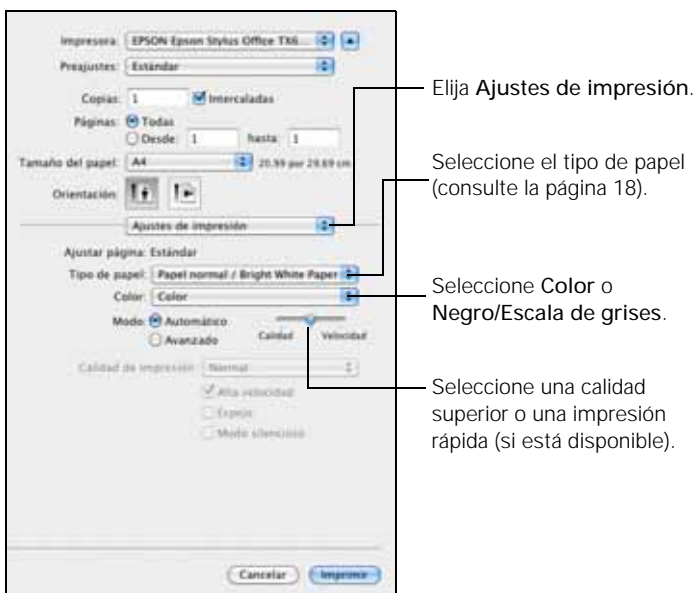 Impresora: EPSON Epson Stylus Office TX6...
Preajustes: Estándar
Copias: 1 Intercaladas
Páginas: Todas
Desde: 1 hasta: 1
Tamaño del papel: A4 20.99 por 29.69 cm
Orientación:
Ajustes de impresión
Ajustar página: Estándar
Tipo de papel: Papel normal / Bright White Paper
Color: Color
Modo: Automático
Avanzado
Calidad Velocidad
Calidad de impresión: Normal
Alta velocidad
Espejo
Modo silencioso
Cancelar Imprimir
Elija Ajustes de impresión.
Seleccione el tipo de papel
(consulte la página 18).
Seleccione Color o
Negro/Escala de grises.
Seleccione una calidad
superior o una impresión
rápida (si está disponible).